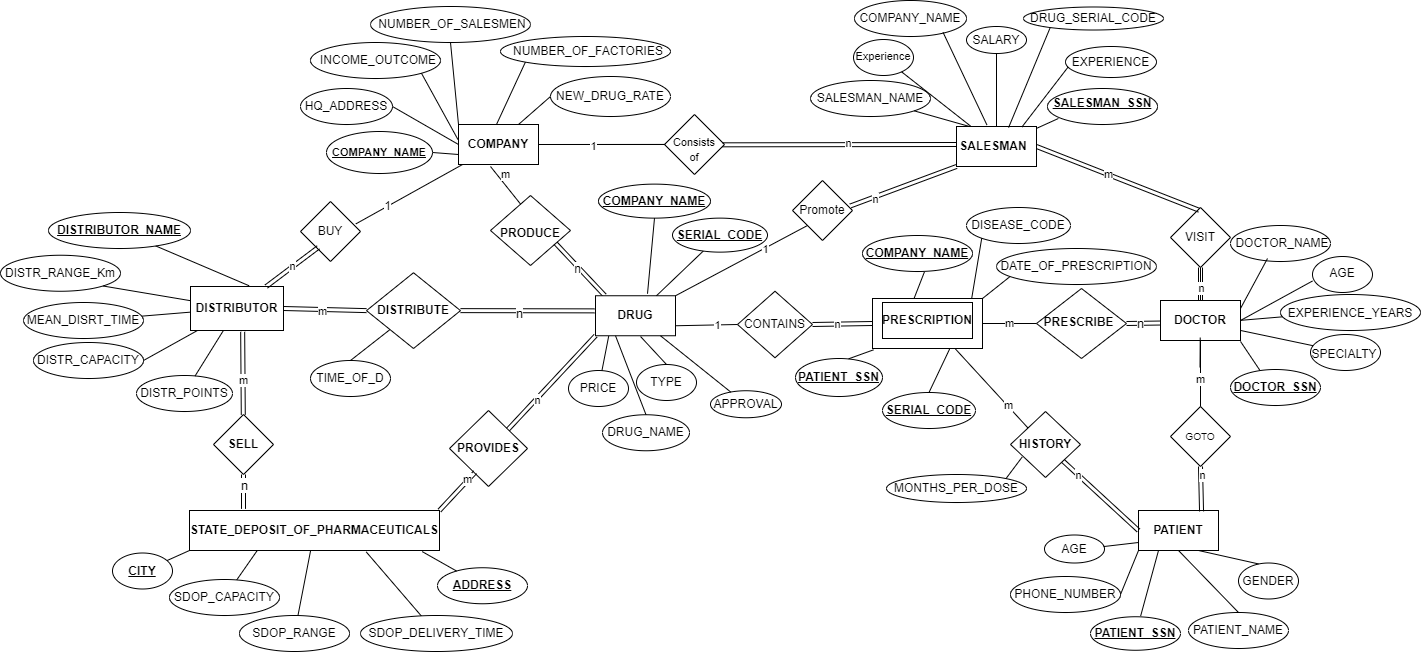 NUMBER_OF_SALESMEN
COMPANY_NAME
DRUG_SERIAL_CODE
SALARY
INCOME_OUTCOME
NUMBER_OF_FACTORIES
Experience
EXPERIENCE
HQ_ADDRESS
NEW_DRUG_RATE
SALESMAN_NAME
SALESMAN_SSN
COMPANY_NAME
COMPANY
1
Consists
of
n
SALESMAN
m
m
1
n
BUY
n
PRODUCE
n
COMPANY_NAME
SERIAL_CODE
1
Promote
n
DISEASE_CODE
COMPANY_NAME
DATE_OF_PRESCRIPTION
VISIT
n
DOCTOR_NAME
AGE
EXPERIENCE_YEARS
SPECIALTY
DOCTOR_SSN
DISTRIBUTOR_NAME
DISTR_RANGE_Km
MEAN_DISRT_TIME
DISTR_CAPACITY
DISTR_POINTS
DISTRIBUTOR
m
DISTRIBUTE
n
DRUG
1
CONTAINS
n
PRESCRIPTION
m
PRESCRIBE
n
DOCTOR
TIME_OF_D
PRICE
TYPE
APPROVAL
DRUG_NAME
PATIENT_SSN
SERIAL_CODE
m
m
m
n
SELL
PROVIDES
HISTORY
GOTO
n
m
n
n
MONTHS_PER_DOSE
STATE_DEPOSIT_OF_PHARMACEUTICALS
PATIENT
CITY
SDOP_CAPACITY
SDOP_RANGE
SDOP_DELIVERY_TIME
ADDRESS
AGE
PHONE_NUMBER
PATIENT_SSN
PATIENT_NAME
GENDER